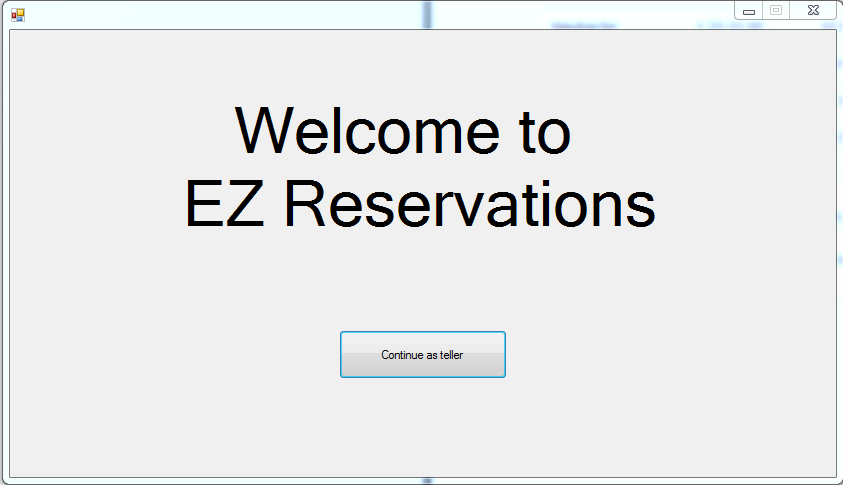 Welcome to
EZ Reservations
Continue as teller